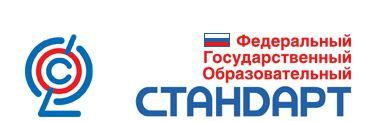 Федеральный
Государственный
Образовательный
СТАНДАРТ